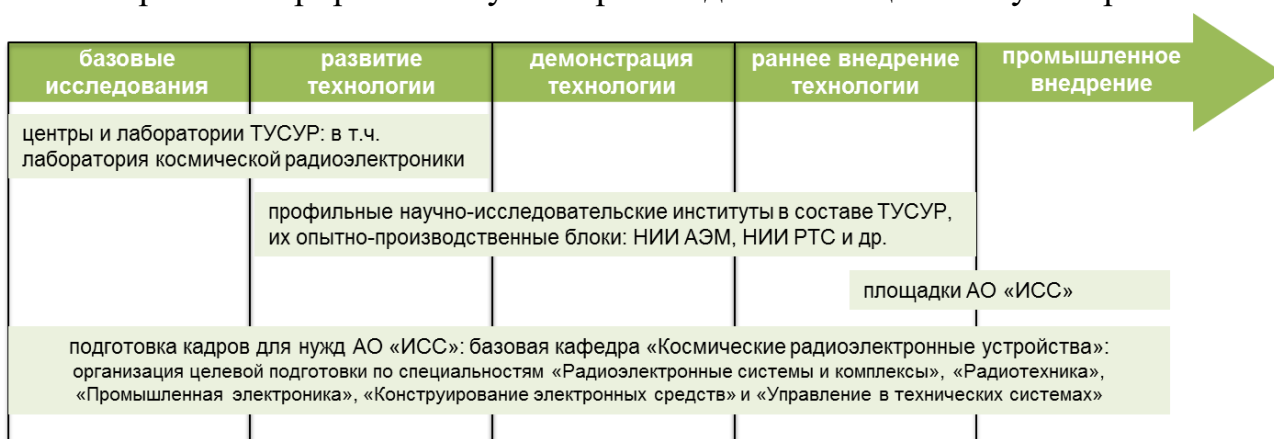 базовые исследования
развитие технологии
демонстрация технологии
раннее внедрение технологии
промышленное внедрение
центры и лаборатории ТУСУР: в т.ч.
лаборатория космической радиоэлектроники
профильные научно-исследовательские институты в составе ТУСУР,
их опытно-производственные блоки: НИИ АЭМ, НИИ РТС и др.
площадки АО «ИСС»
подготовка кадров для нужд АО «ИСС»: базовая кафедра «Космические радиоэлектронные устройства»:
организация целевой подготовки по специальностям «Радиоэлектронные системы и комплексы», «Радиотехника»,
«Промышленная электроника», «Конструирование электронных средств» и «Управление в технических системах»